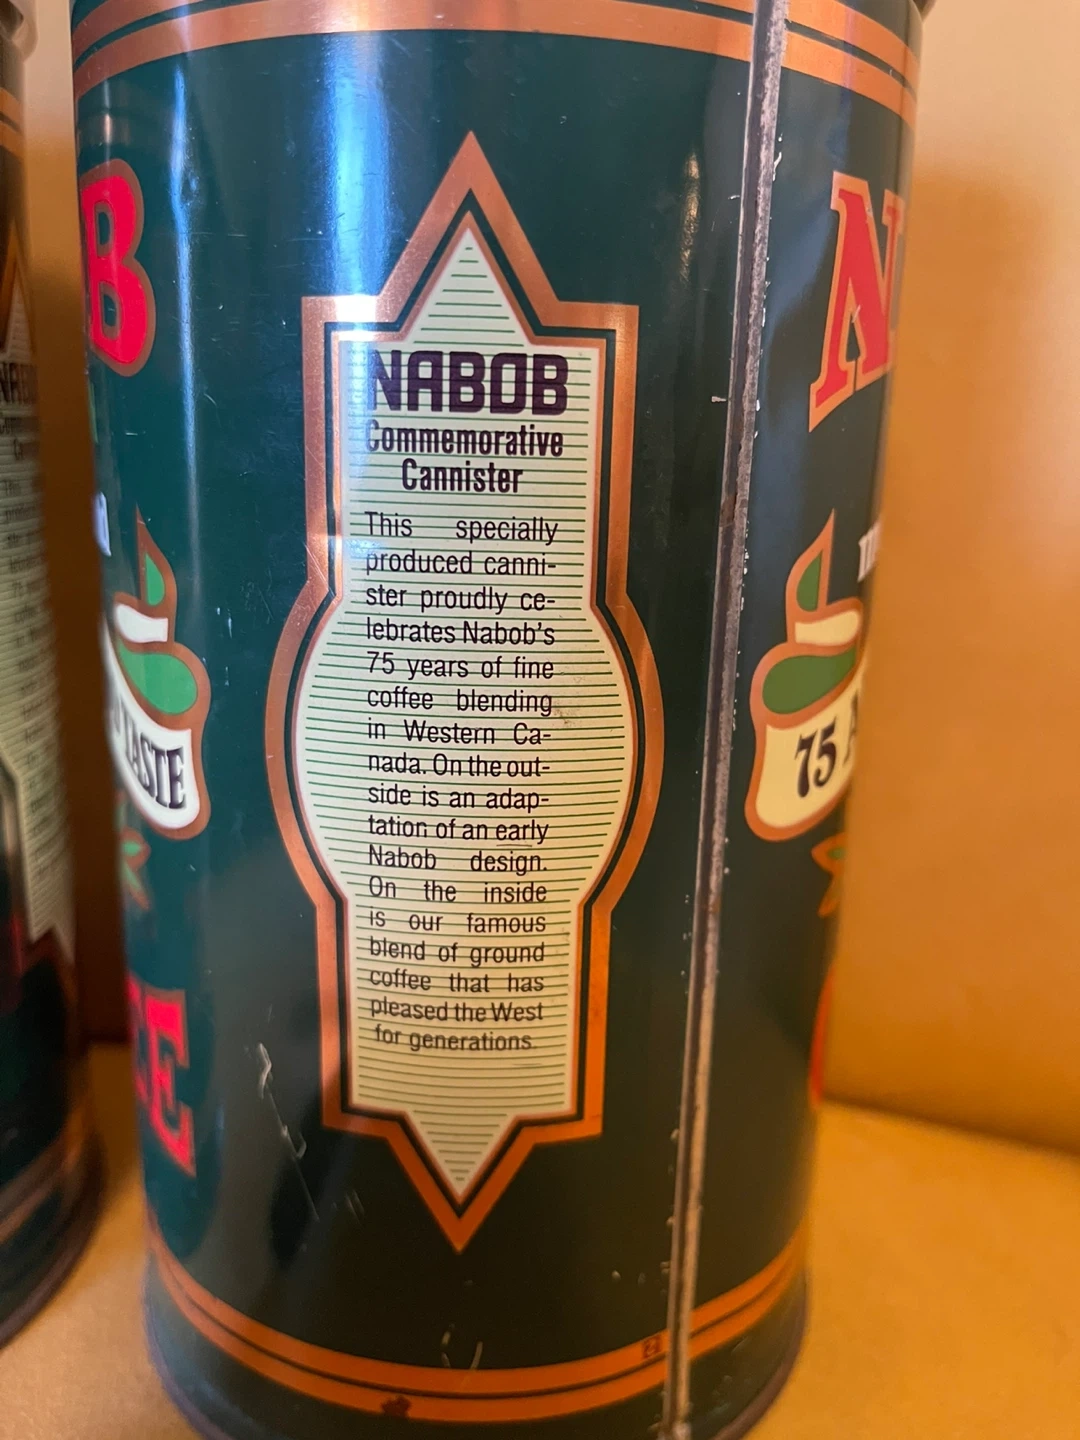 B
N
NABOB
Commemorative
Cannister
This specially
produced canni-
ster proudly ce-
lebrates Nabob's
75 years of fine
coffee blending
in Western Ca-
nada. On the out-
side is an adap-
tation of an early
Nabob design.
On the inside
is our famous
blend of ground
coffee that has
pleased the West
for generations.
TASTE
75
E